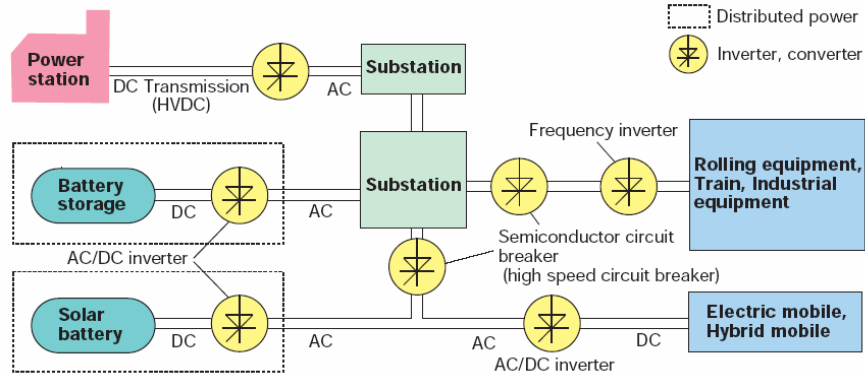 Distributed power
Inverter, converter
Power
station
DC Transmission
(HVDC)
AC
Substation
Frequency inverter
Battery
storage
DC
AC
Substation
Rolling equipment,
Train, Industrial
equipment
AC/DC inverter
Semiconductor circuit
breaker
(high speed circuit breaker)
Solar
battery
DC
AC
AC
AC/DC inverter
DC
Electric mobile,
Hybrid mobile